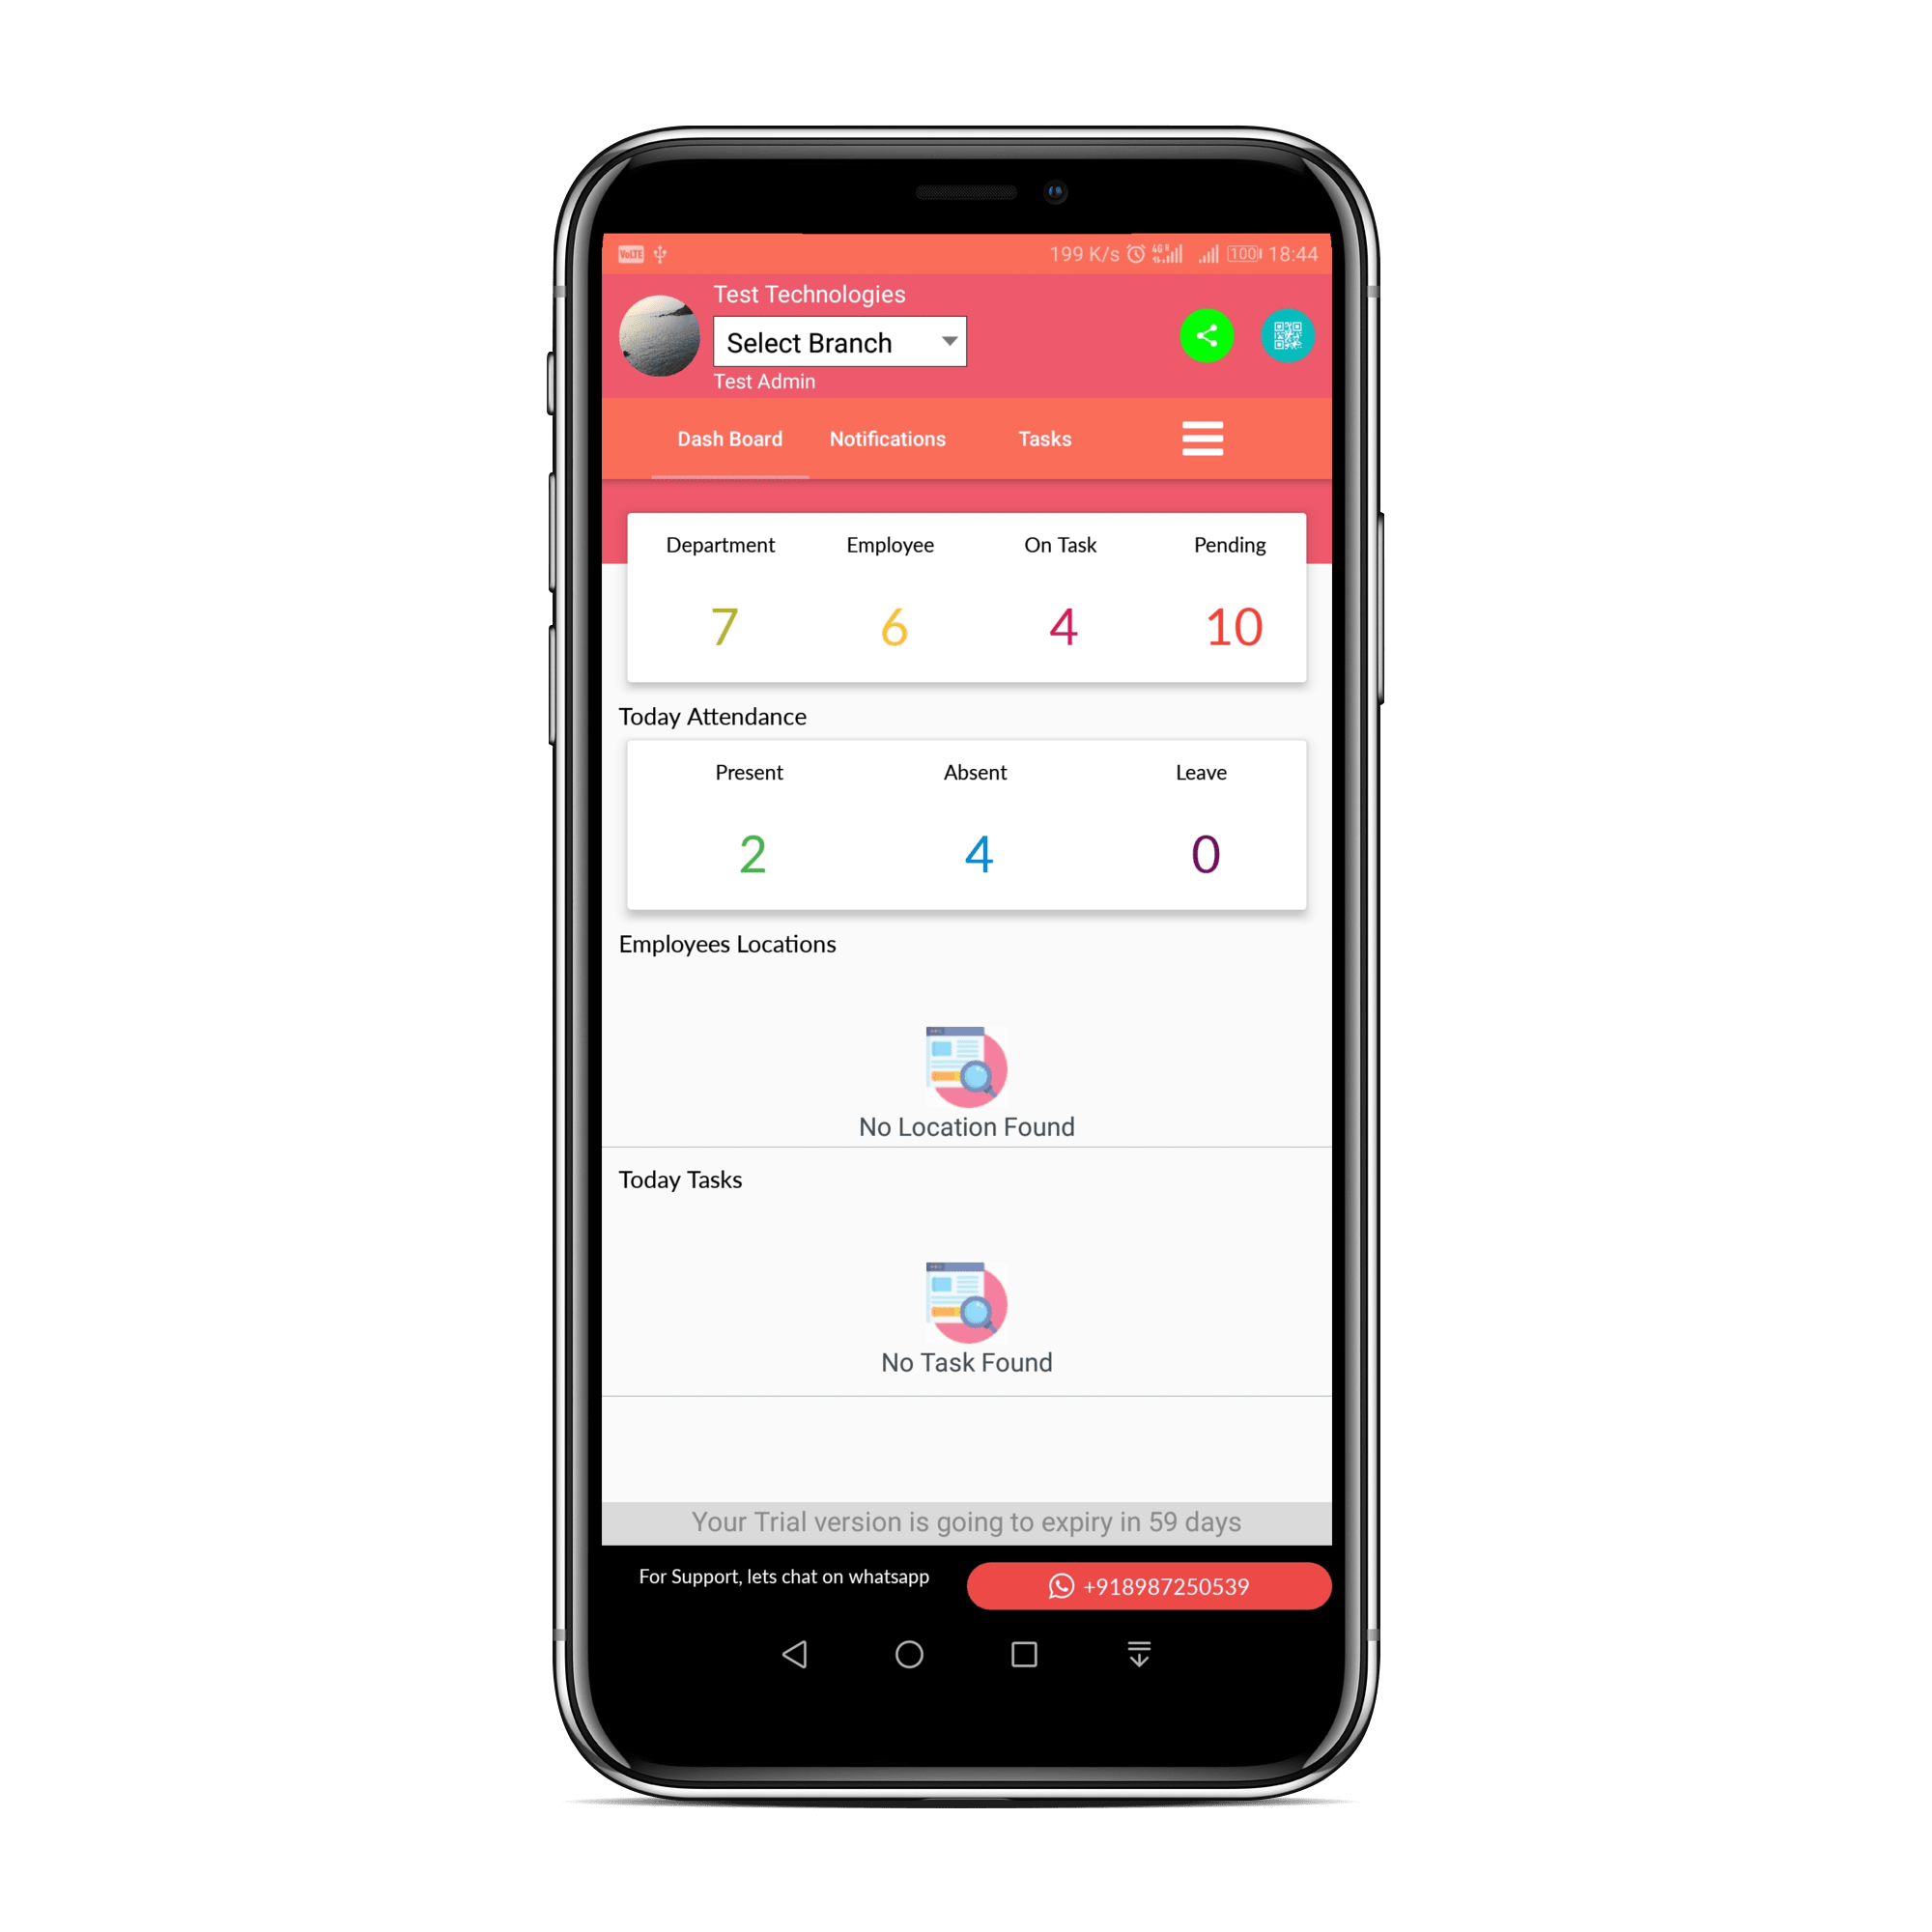 VoLTE 199 K/s 4G R 100 18:44
Test Technologies
Select Branch
Test Admin
Dash Board Notifications Tasks
Department Employee On Task Pending
7 6 4 10
Today Attendance
Present Absent Leave
2 4 0
Employees Locations
No Location Found
Today Tasks
No Task Found
Your Trial version is going to expiry in 59 days
For Support, lets chat on whatsapp +918987250539